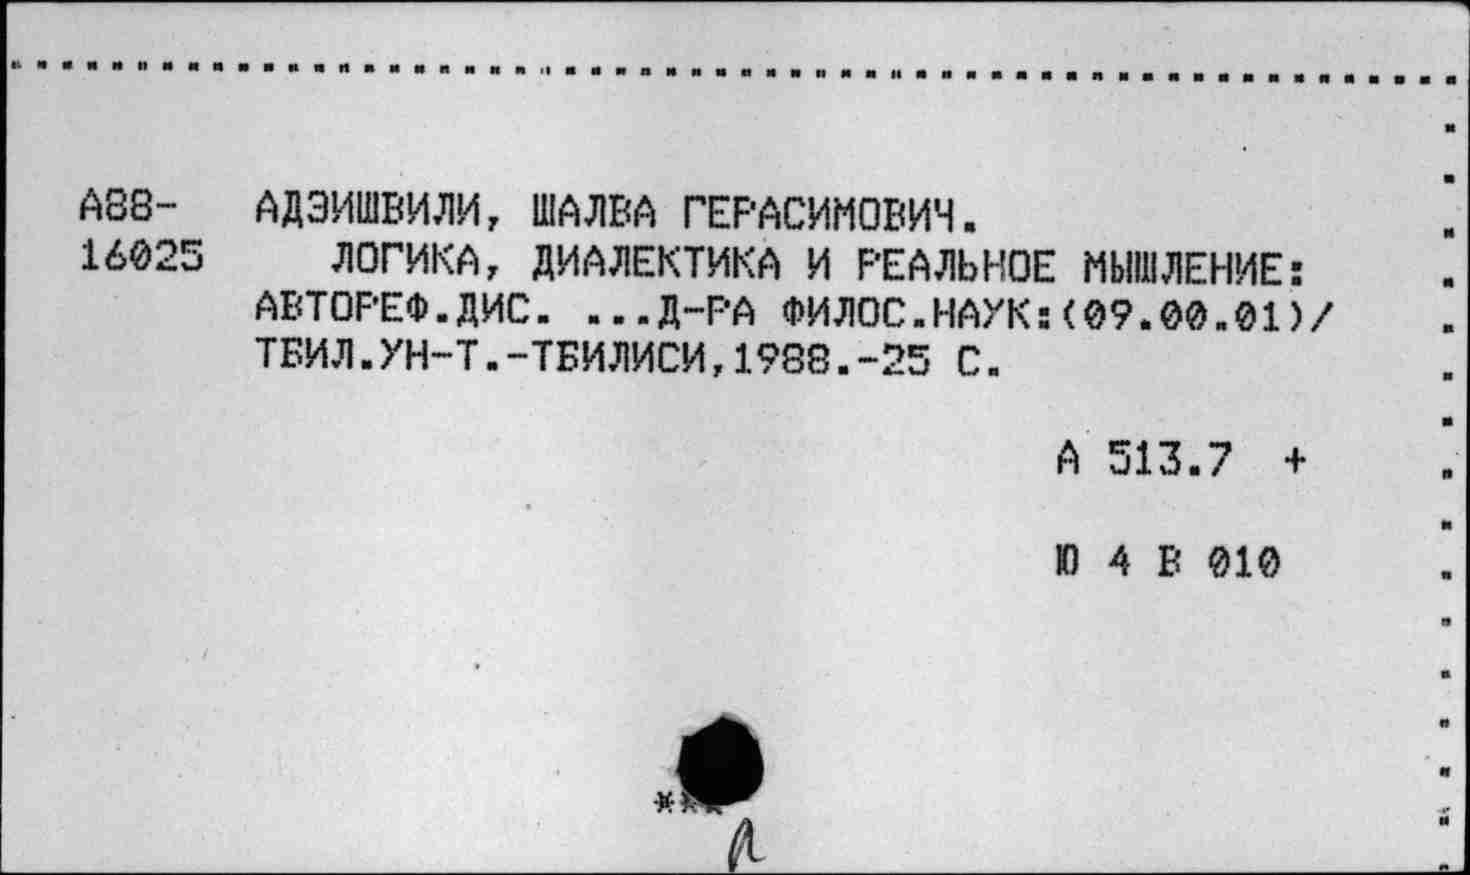 А88- АДЭИШВИЛИ, ШАЛВА ГЕРАСИМОВИЧ.
16025 ЛОГИКА, ДИАЛЕКТИКА И РЕАЛЬНОЕ МЫШЛЕНИЕ:
АВТОРЕФ.ДИС. ...Д-РА ФИЛОС.НАУК:(09.00.01)/
ТБИЛ.УН-Т.-ТБИЛИСИ,1988.-25 С.
А 513.7 +
Ю 4 В 010
***